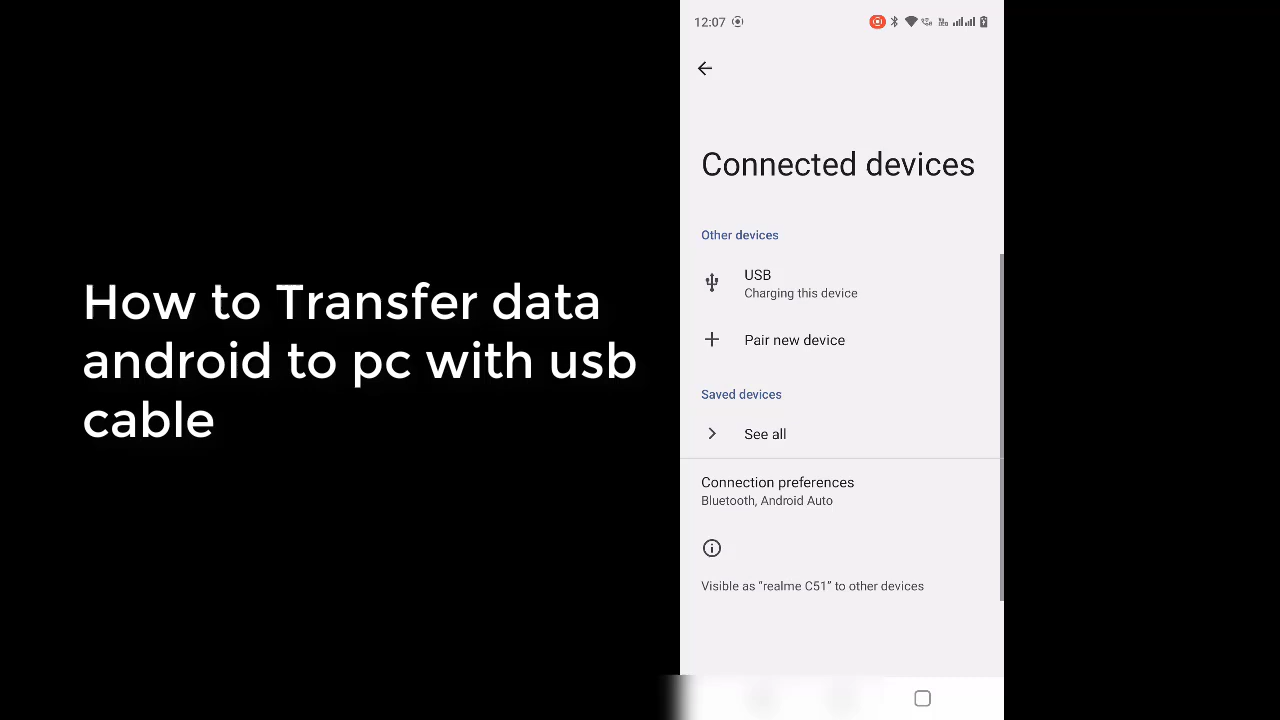 12:07
Connected devices
Other devices
USB
Charging this device
Pair new device
Saved devices
See all
Connection preferences
Bluetooth, Android Auto
Visible as “realme C51” to other devices
How to Transfer data
android to pc with usb
cable